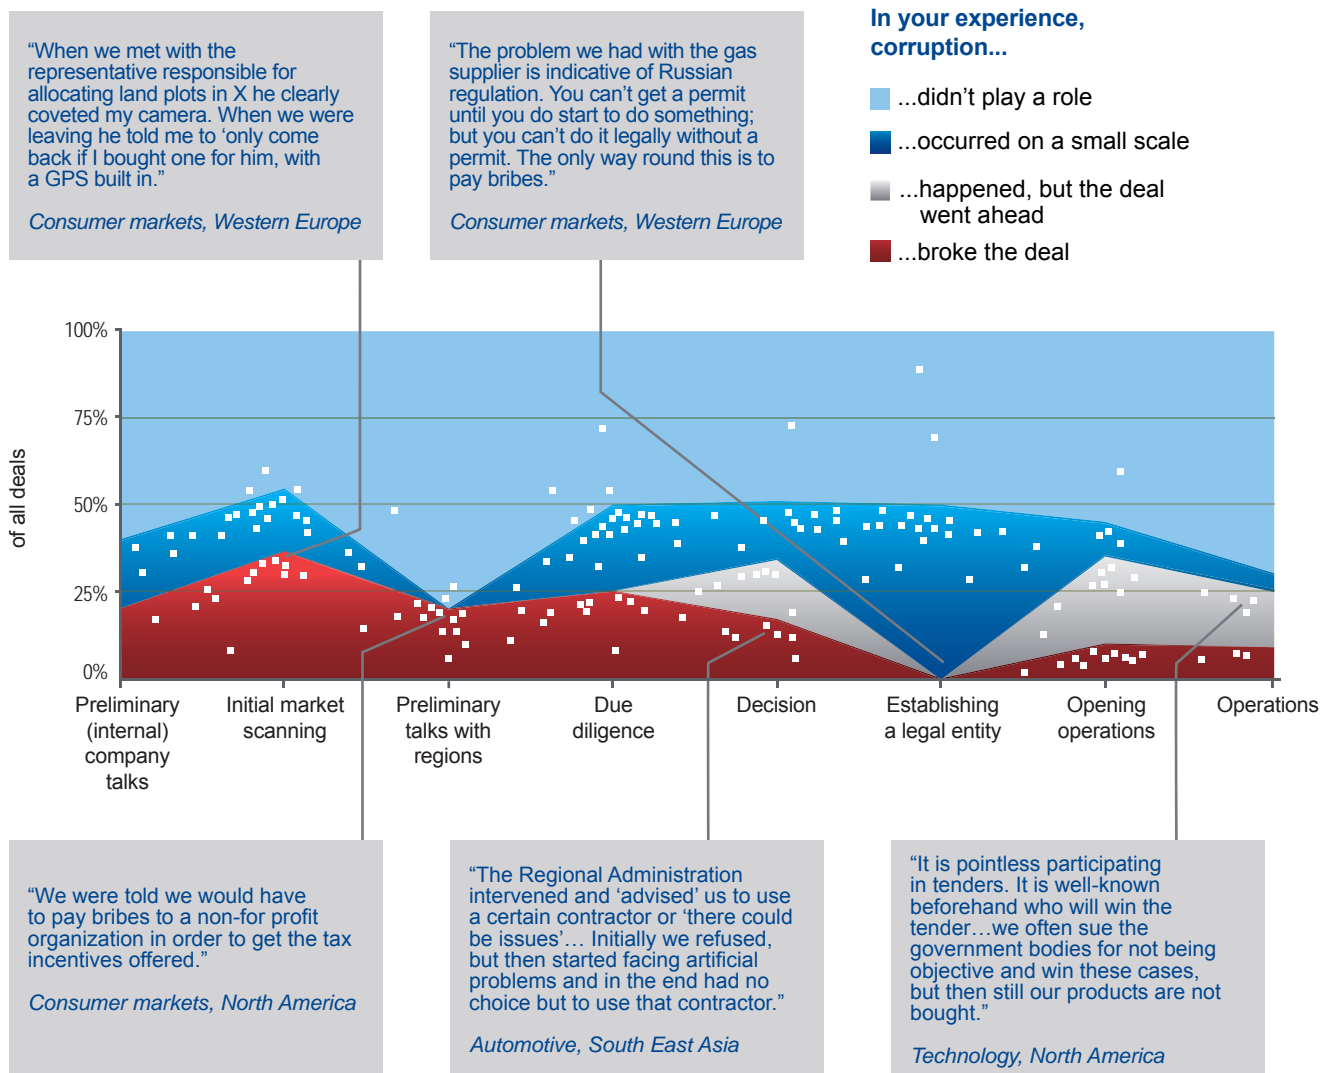 “When we met with the
representative responsible for
allocating land plots in X he clearly
coveted my camera. When we were
leaving he told me to ‘only come
back if I bought one for him, with
a GPS built in.”
Consumer markets, Western Europe
“The problem we had with the gas
supplier is indicative of Russian
regulation. You can’t get a permit
until you do start to do something;
but you can’t do it legally without a
permit. The only way round this is to
pay bribes.”
Consumer markets, Western Europe
In your experience,
corruption...
...didn’t play a role
...occurred on a small scale
...happened, but the deal
went ahead
...broke the deal
of all deals
100%
75%
50%
25%
0%
Preliminary
(internal)
company
talks
Initial market
scanning
Preliminary
talks with
regions
Due
diligence
Decision
Establishing
a legal entity
Opening
operations
Operations
“We were told we would have
to pay bribes to a non-for profit
organization in order to get the tax
incentives offered.”
Consumer markets, North America
“The Regional Administration
intervened and ‘advised’ us to use
a certain contractor or ‘there could
be issues’… Initially we refused,
but then started facing artificial
problems and in the end had no
choice but to use that contractor.”
Automotive, South East Asia
“It is pointless participating
in tenders. It is well-known
beforehand who will win the
tender…we often sue the
government bodies for not being
objective and win these cases,
but then still our products are not
bought.”
Technology, North America